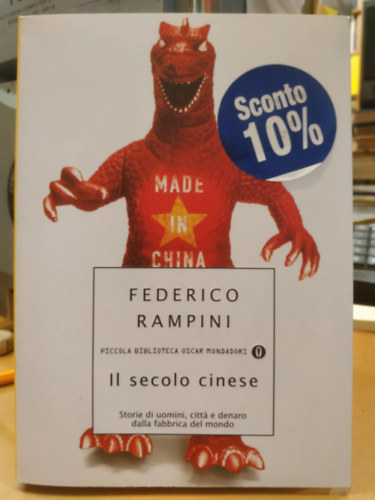 Sconto
10%
MADE
IN
CHINA
FEDERICO
RAMPINI
PICCOLA BIBLIOTECA OSCAR MONDADORI
Il secolo cinese
Storie di uomini, città e denaro
dalla fabbrica del mondo